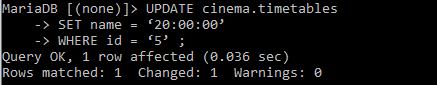 MariaDB [(none)]> UPDATE cinema.timetables
-> SET name = ‘20:00:00’
-> WHERE id = ‘5’ ;
Query OK, 1 row affected (0.036 sec)
Rows matched: 1  Changed: 1  Warnings: 0